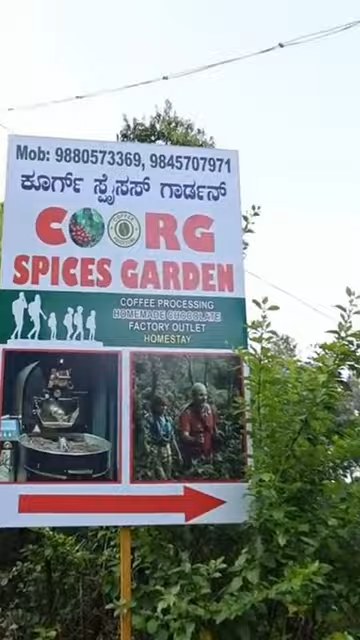 Mob: 9880573369, 9845707971
ಕೂರ್ಗ್ ಸ್ಪೈಸಸ್ ಗಾರ್ಡನ್
COORG
SPICES GARDEN
COFFEE PROCESSING
HOMEMADE CHOCOLATE
FACTORY OUTLET
HOMESTAY